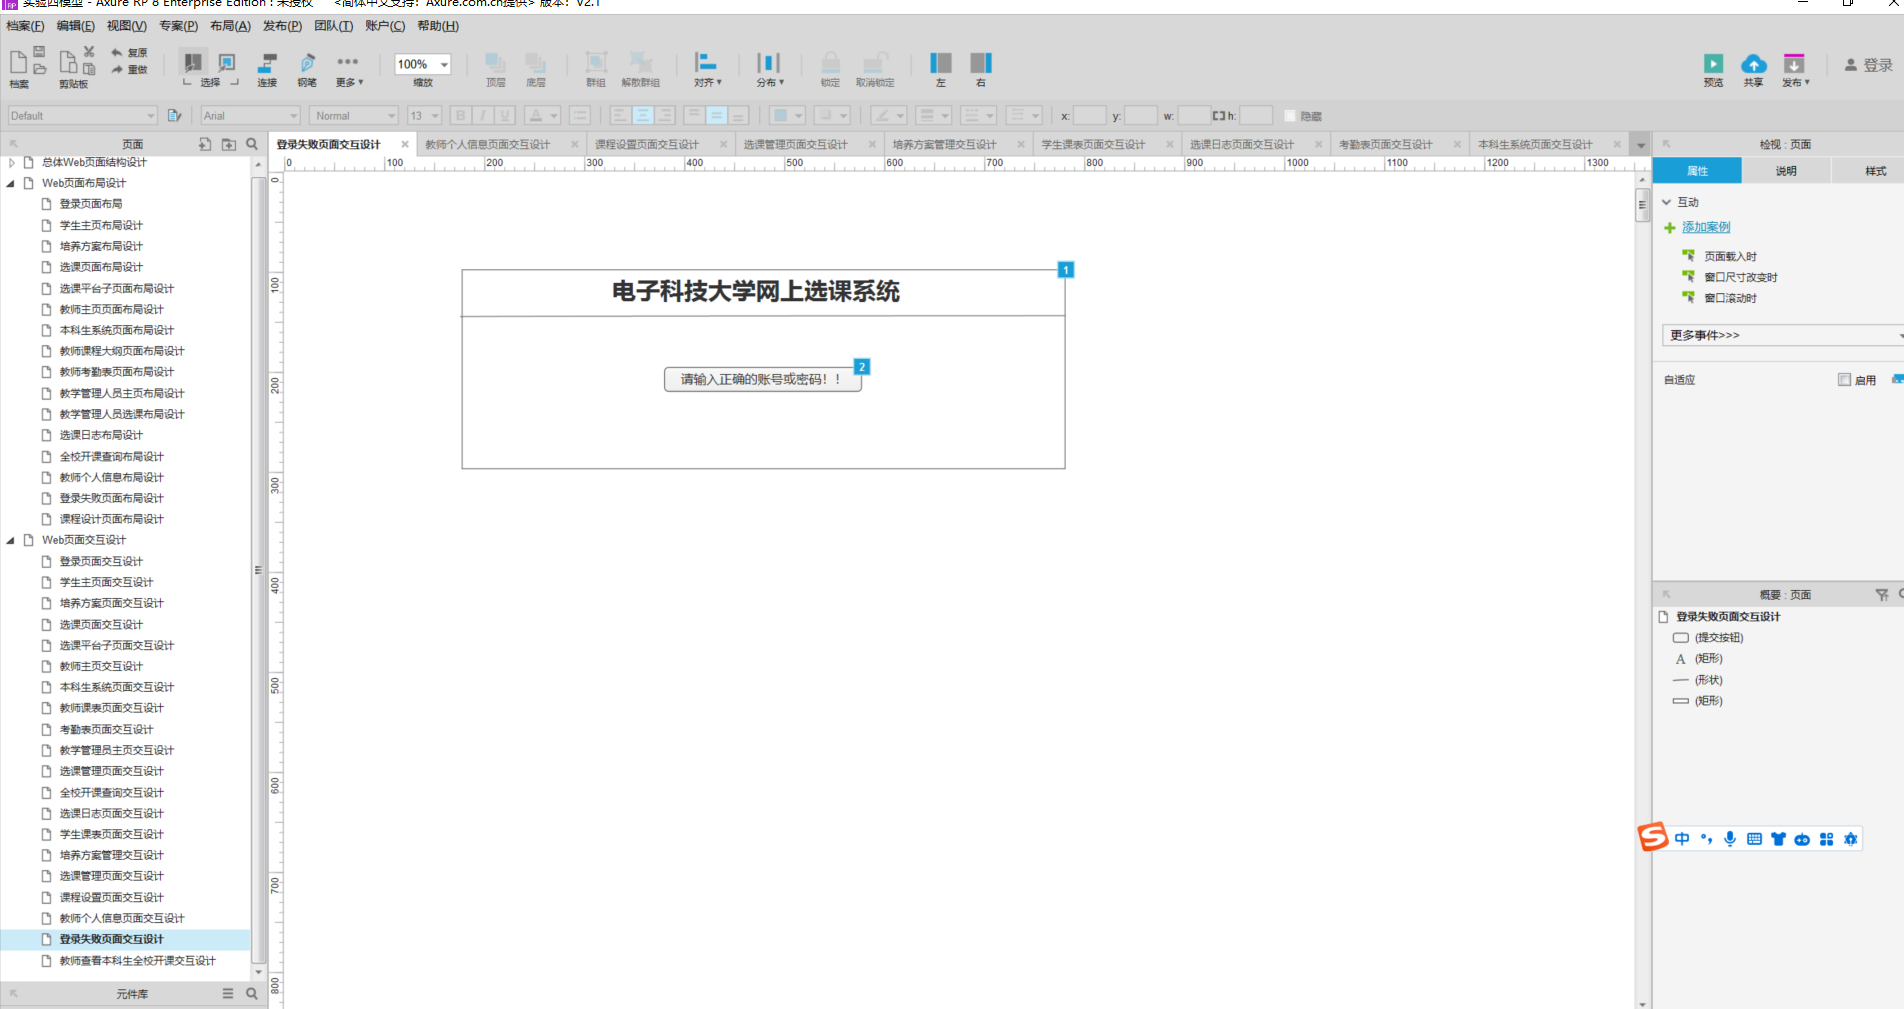 实验四模型 - Axure RP 8 Enterprise Edition : 未授权 <简体中文支持：Axure.com.cn提供> 版本：V2.1
档案(F) 编辑(E) 视图(V) 专案(P) 布局(A) 发布(P) 团队(T) 账户(C) 帮助(H)
复原
重做
档案 剪贴板 选择 连接 钢笔 更多 100% 缩放 顶层 底层 群组 解散群组 对齐 分布 锁定 取消锁定 左 右 预览 共享 发布 登录
Default Arial Normal 13 B I U A x: y: w: h: 隐藏
页面
登录失败页面交互设计 教师个人信息页面交互设计 课程设置页面交互设计 选课管理页面交互设计 培养方案管理交互设计 学生课表页面交互设计 选课日志页面交互设计 考勤表页面交互设计 本科生系统页面交互设计
检视 : 页面
0 100 200 300 400 500 600 700 800 900 1000 1100 1200 1300
0
100
200
300
400
500
600
700
800
总体Web页面结构设计
Web页面布局设计
登录页面布局
学生主页布局设计
培养方案布局设计
选课页面布局设计
选课平台子页面布局设计
教师主页页面布局设计
本科生系统页面布局设计
教师课程大纲页面布局设计
教师考勤表页面布局设计
教学管理人员主页布局设计
教学管理人员选课布局设计
选课日志布局设计
全校开课查询布局设计
教师个人信息布局设计
登录失败页面布局设计
课程设计页面布局设计
Web页面交互设计
登录页面交互设计
学生主页面交互设计
培养方案页面交互设计
选课页面交互设计
选课平台子页面交互设计
教师主页交互设计
本科生系统页面交互设计
教师课表页面交互设计
考勤表页面交互设计
教学管理员主页交互设计
选课管理页面交互设计
全校开课查询交互设计
选课日志页面交互设计
学生课表页面交互设计
培养方案管理交互设计
选课管理页面交互设计
课程设置页面交互设计
教师个人信息页面交互设计
登录失败页面交互设计
教师查看本科生全校开课交互设计
元件库
1
电子科技大学网上选课系统
2
请输入正确的账号或密码！！
属性 说明 样式
互动
添加案例
页面载入时
窗口尺寸改变时
窗口滚动时
更多事件>>>
自适应 启用
概要 : 页面
登录失败页面交互设计
(提交按钮)
A (矩形)
(形状)
(矩形)
S 中